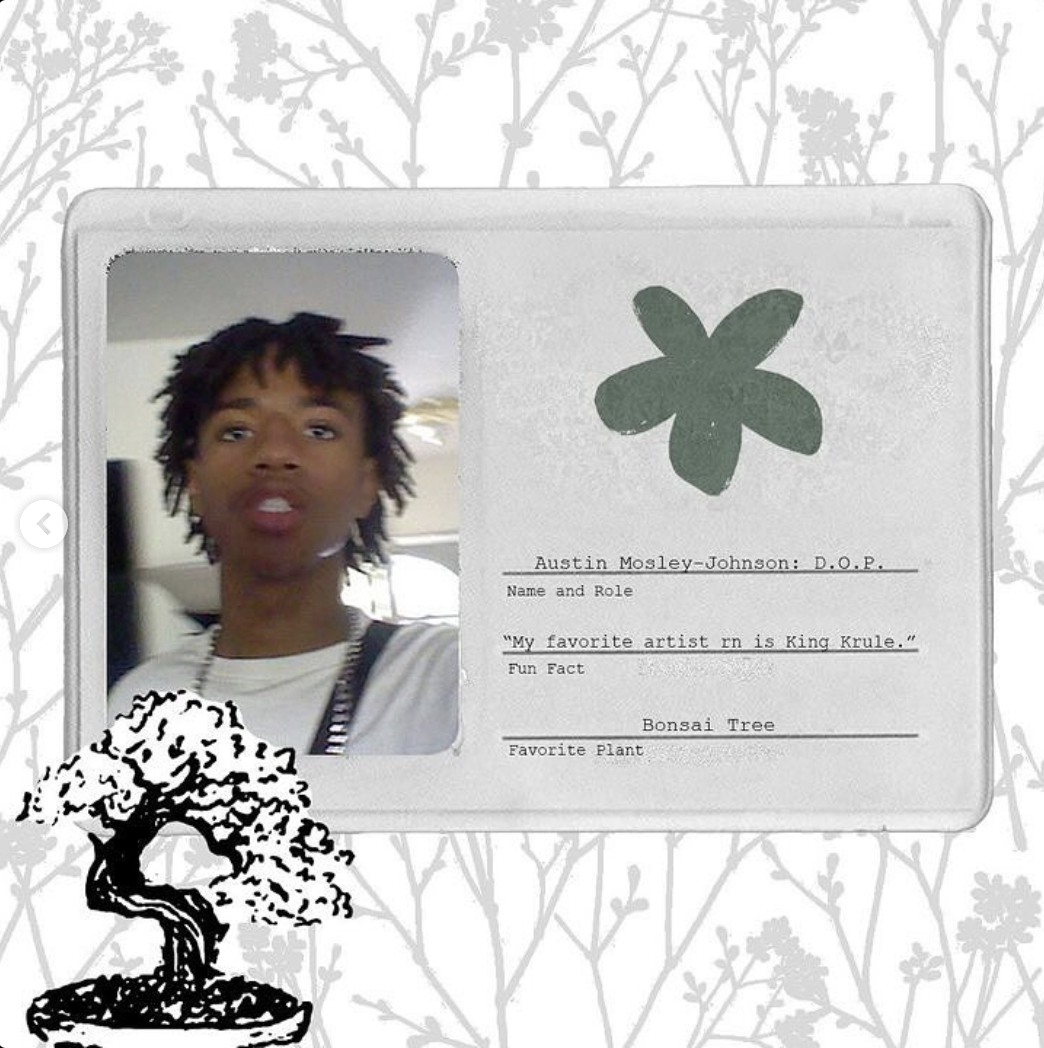 Austin Mosley-Johnson: D.O.P.
Name and Role
“My favorite artist rn is King Krule.”
Fun Fact
Bonsai Tree
Favorite Plant